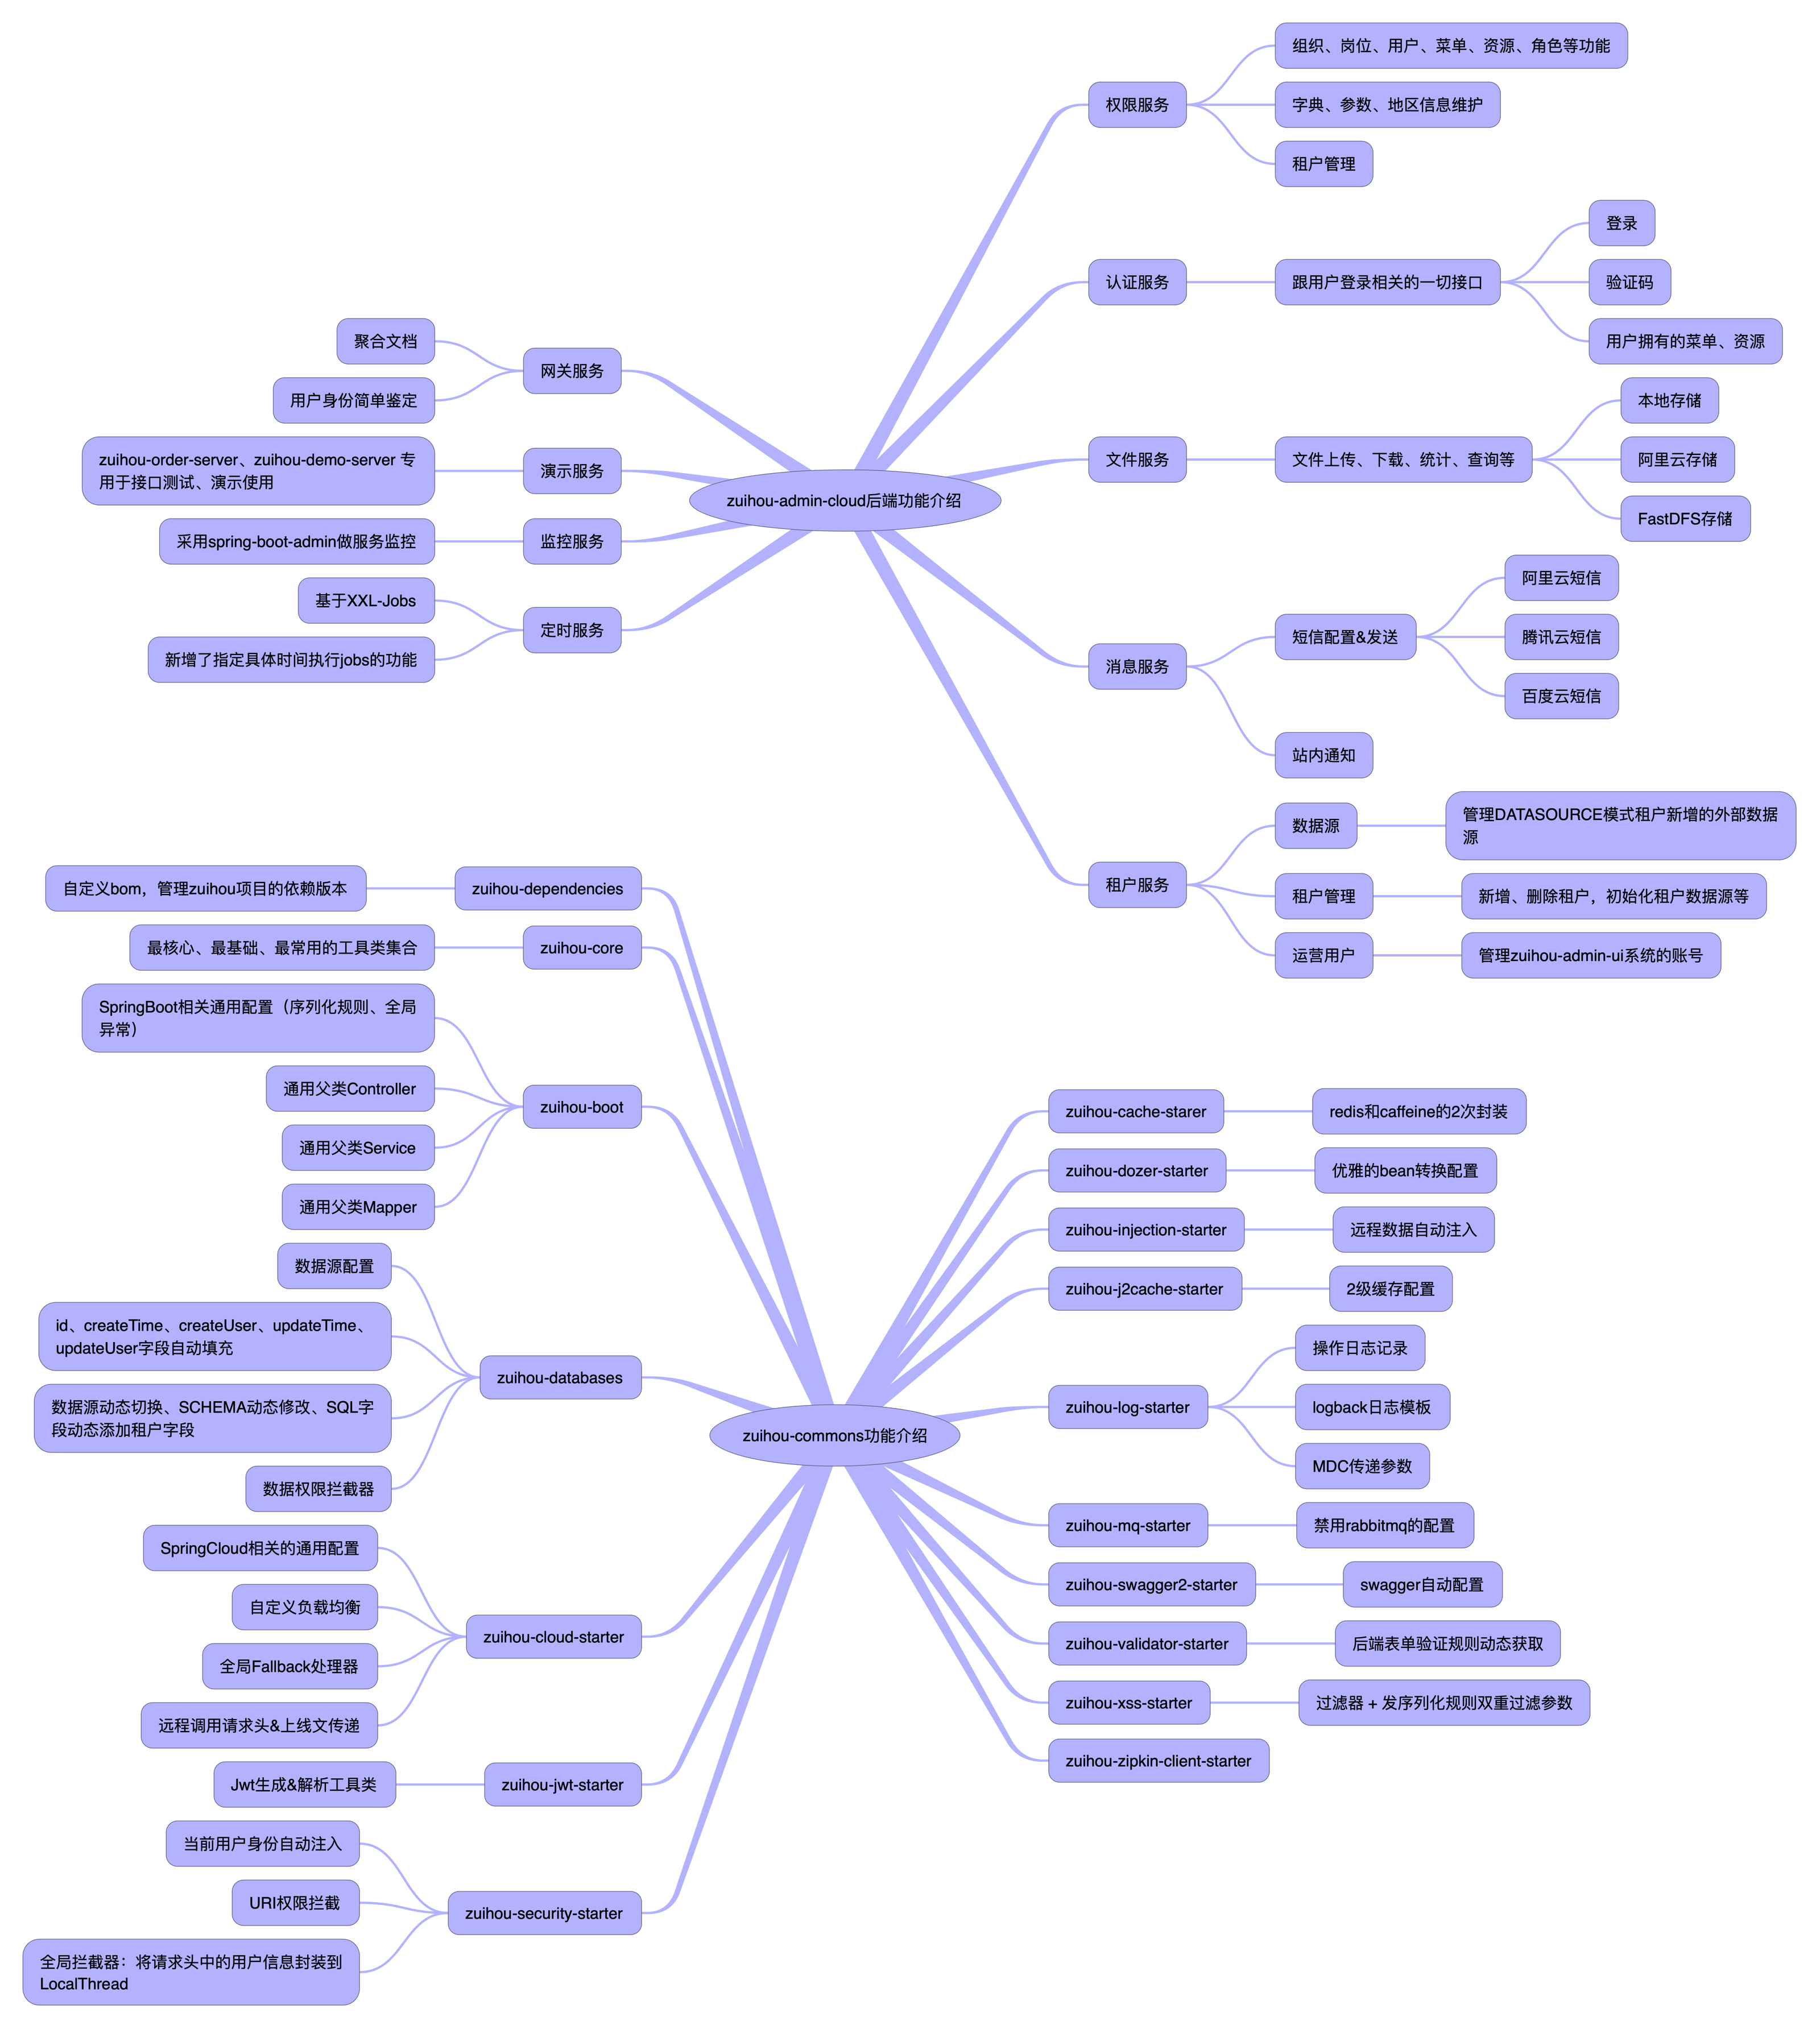 zuihou-admin-cloud后端功能介绍
权限服务
组织、岗位、用户、菜单、资源、角色等功能
字典、参数、地区信息维护
租户管理
认证服务
跟用户登录相关的一切接口
登录
验证码
用户拥有的菜单、资源
文件服务
文件上传、下载、统计、查询等
本地存储
阿里云存储
FastDFS存储
消息服务
短信配置&发送
阿里云短信
腾讯云短信
百度云短信
站内通知
租户服务
数据源
管理DATASOURCE模式租户新增的外部数据
源
租户管理
新增、删除租户，初始化租户数据源等
运营用户
管理zuihou-admin-ui系统的账号
网关服务
聚合文档
用户身份简单鉴定
演示服务
zuihou-order-server、zuihou-demo-server 专
用于接口测试、演示使用
监控服务
采用spring-boot-admin做服务监控
定时服务
基于XXL-Jobs
新增了指定具体时间执行jobs的功能
zuihou-commons功能介绍
zuihou-dependencies
自定义bom，管理zuihou项目的依赖版本
zuihou-core
最核心、最基础、最常用的工具类集合
zuihou-boot
SpringBoot相关通用配置（序列化规则、全局
异常）
通用父类Controller
通用父类Service
通用父类Mapper
zuihou-databases
数据源配置
id、createTime、createUser、updateTime、
updateUser字段自动填充
数据源动态切换、SCHEMA动态修改、SQL字
段动态添加租户字段
数据权限拦截器
zuihou-cloud-starter
SpringCloud相关的通用配置
自定义负载均衡
全局Fallback处理器
远程调用请求头&上线文传递
zuihou-jwt-starter
Jwt生成&解析工具类
zuihou-security-starter
当前用户身份自动注入
URI权限拦截
全局拦截器：将请求头中的用户信息封装到
LocalThread
zuihou-cache-starer
redis和caffeine的2次封装
zuihou-dozer-starter
优雅的bean转换配置
zuihou-injection-starter
远程数据自动注入
zuihou-j2cache-starter
2级缓存配置
zuihou-log-starter
操作日志记录
logback日志模板
MDC传递参数
zuihou-mq-starter
禁用rabbitmq的配置
zuihou-swagger2-starter
swagger自动配置
zuihou-validator-starter
后端表单验证规则动态获取
zuihou-xss-starter
过滤器 + 发序列化规则双重过滤参数
zuihou-zipkin-client-starter